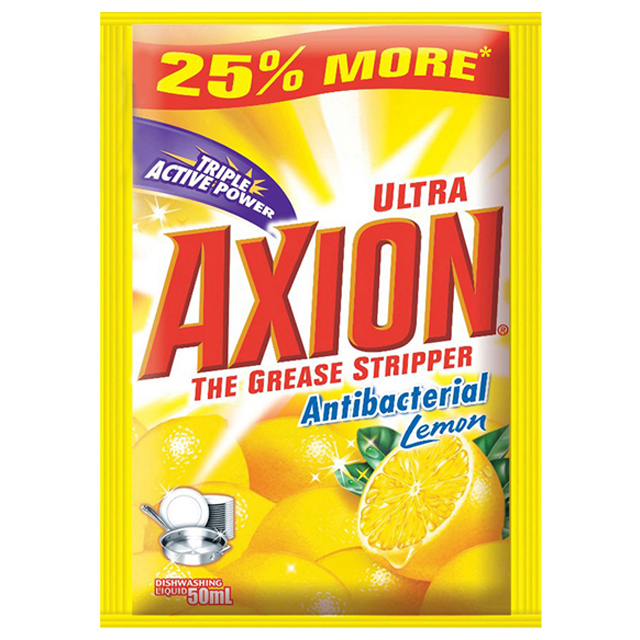 25% MORE*
TRIPLE
ACTIVE POWER
ULTRA
AXION®
THE GREASE STRIPPER
Antibacterial
Lemon
DISHWASHING
LIQUID 50mL